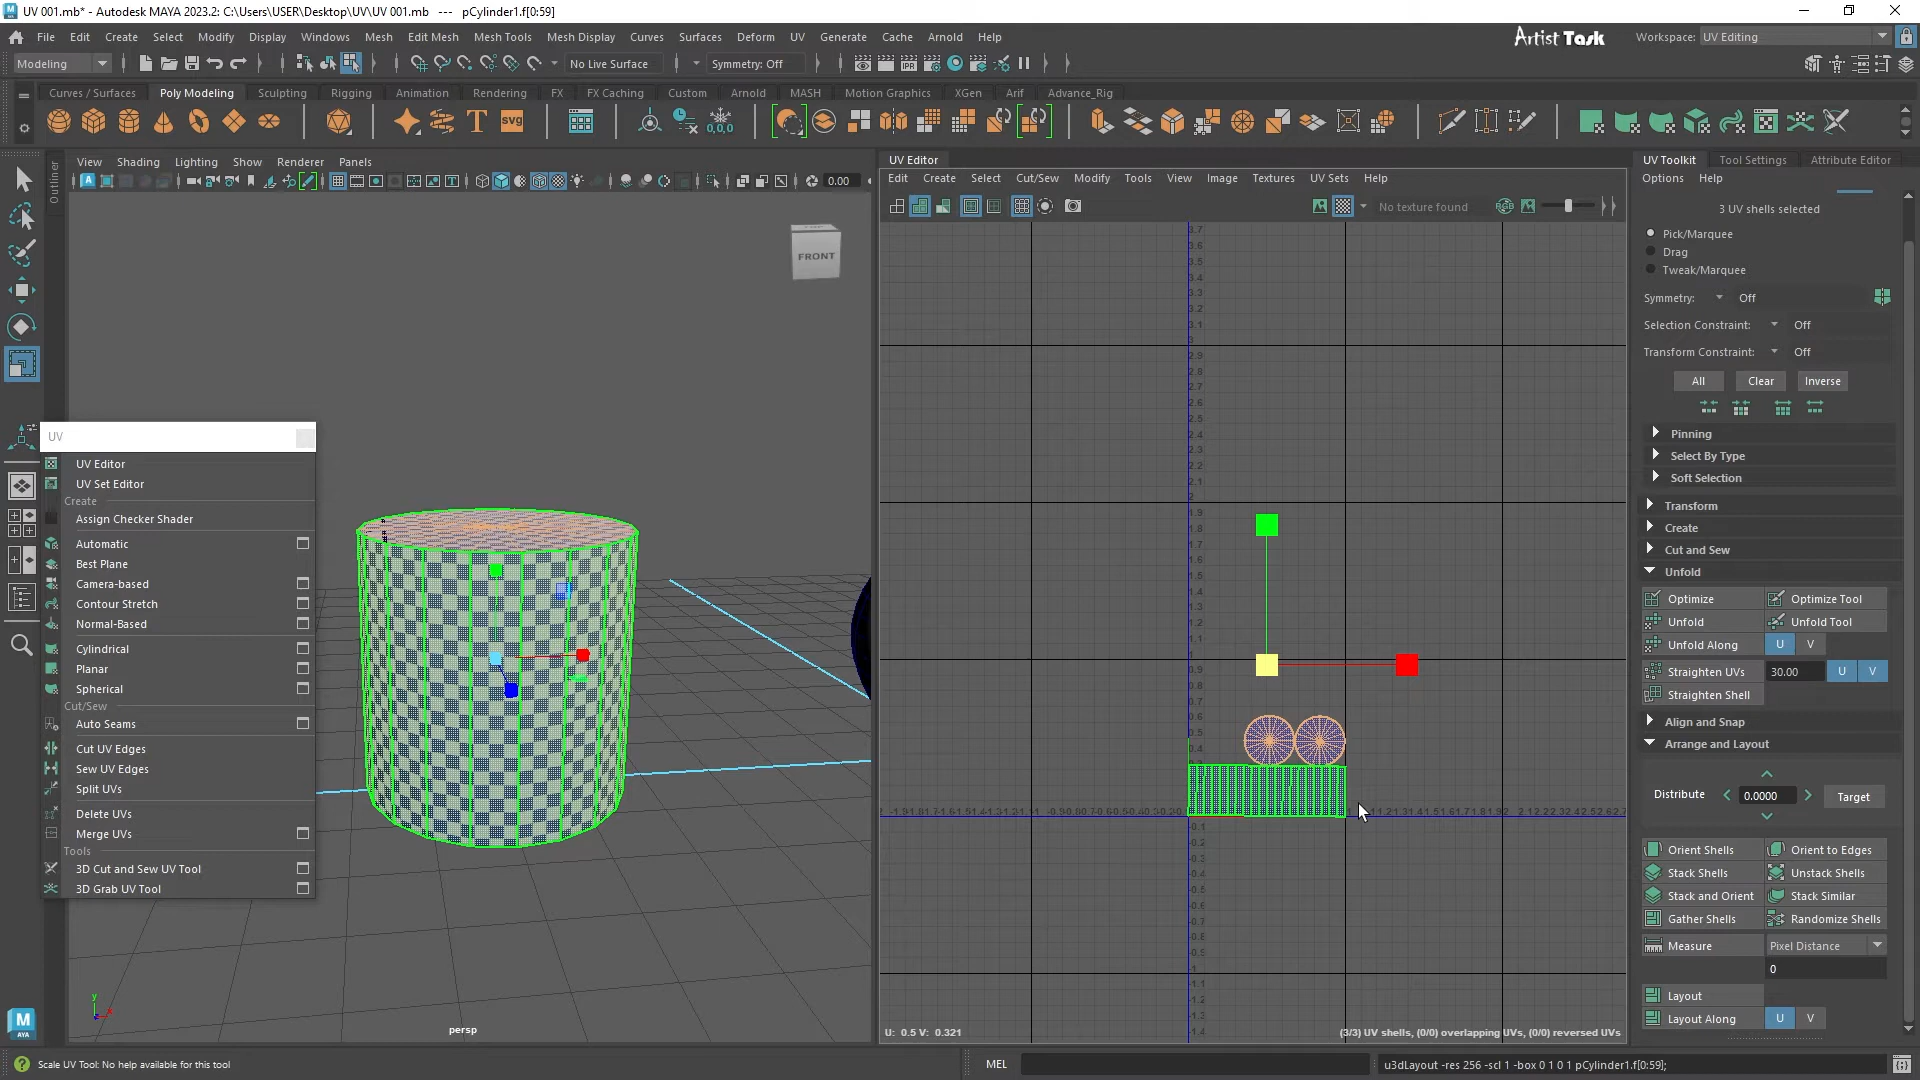 UV 001.mb* - Autodesk MAYA 2023.2: C:\Users\USER\Desktop\UV\UV 001.mb   ---   pCylinder1.f[0:59]
File Edit Create Select Modify Display Windows Mesh Edit Mesh Mesh Tools Mesh Display Curves Surfaces Deform UV Generate Cache Arnold Help
Artist Task
Workspace: UV Editing
Modeling
No Live Surface
Symmetry: Off
Curves / Surfaces Poly Modeling Sculpting Rigging Animation Rendering FX FX Caching Custom Arnold MASH Motion Graphics XGen Arif Advance_Rig
View Shading Lighting Show Renderer Panels
0.00
Outliner
FRONT
UV
UV Editor
UV Set Editor
Create
Assign Checker Shader
Automatic
Best Plane
Camera-based
Contour Stretch
Normal-Based
Cylindrical
Planar
Spherical
Cut/Sew
Auto Seams
Cut UV Edges
Sew UV Edges
Split UVs
Delete UVs
Merge UVs
Tools
3D Cut and Sew UV Tool
3D Grab UV Tool
persp
UV Editor
Edit Create Select Cut/Sew Modify Tools View Image Textures UV Sets Help
No texture found
U: 0.5 V: 0.321
(3/3) UV shells, (0/0) overlapping UVs, (0/0) reversed UVs
UV Toolkit Tool Settings Attribute Editor
Options Help
3 UV shells selected
Pick/Marquee
Drag
Tweak/Marquee
Symmetry: Off
Selection Constraint: Off
Transform Constraint: Off
All Clear Inverse
Pinning
Select By Type
Soft Selection
Transform
Create
Cut and Sew
Unfold
Optimize Optimize Tool
Unfold Unfold Tool
Unfold Along U V
Straighten UVs 30.00 U V
Straighten Shell
Align and Snap
Arrange and Layout
Distribute 0.0000 Target
Orient Shells Orient to Edges
Stack Shells Unstack Shells
Stack and Orient Stack Similar
Gather Shells Randomize Shells
Measure Pixel Distance
0
Layout
Layout Along U V
Scale UV Tool: No help available for this tool
MEL
u3dLayout -res 256 -scl 1 -box 0 1 0 1 pCylinder1.f[0:59];